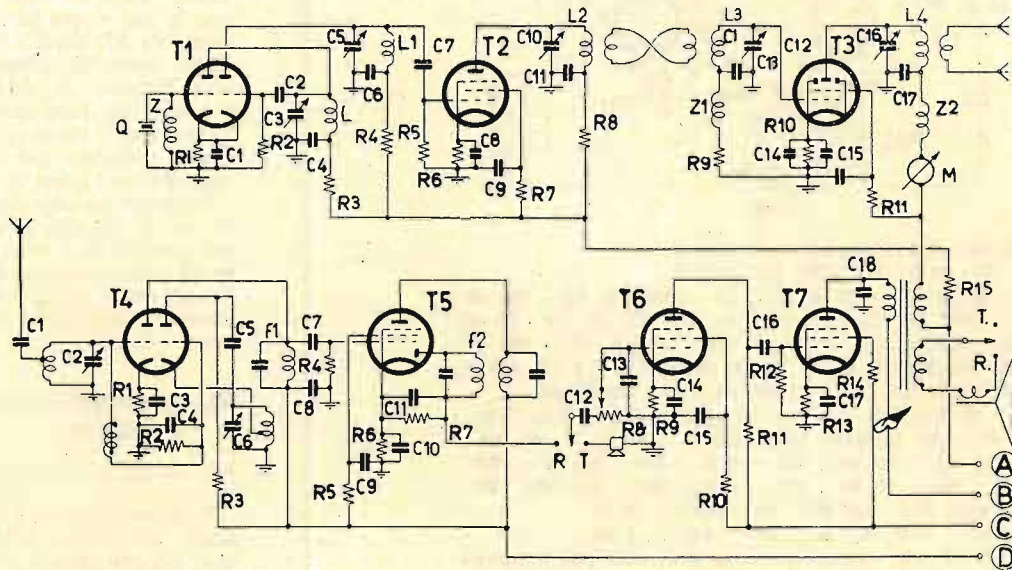 T1 C5 L1 C7 T2 C10 L2 L3 C1 C12 T3 C16 L4
C6 C11 C13 C17
Z C2 C3 L Z1 Z2
Q R1 C1 R2 C4 R4 R5 C8 R8 R10 C14 C15
R3 R6 C9 R7 R9 R11 M
T4 C5 f1 C7 T5 f2 T6 C16 T7 C18 R15
C1 C2 R4 C13 R12 R14 T.
R1 C3 C8 C11 C12 C14 C17 R.
C4 R2 C6 R6 C10 R7 R8 R9 C15 R11 R13
R3 R5 C9 R T R10
A
B
C
D